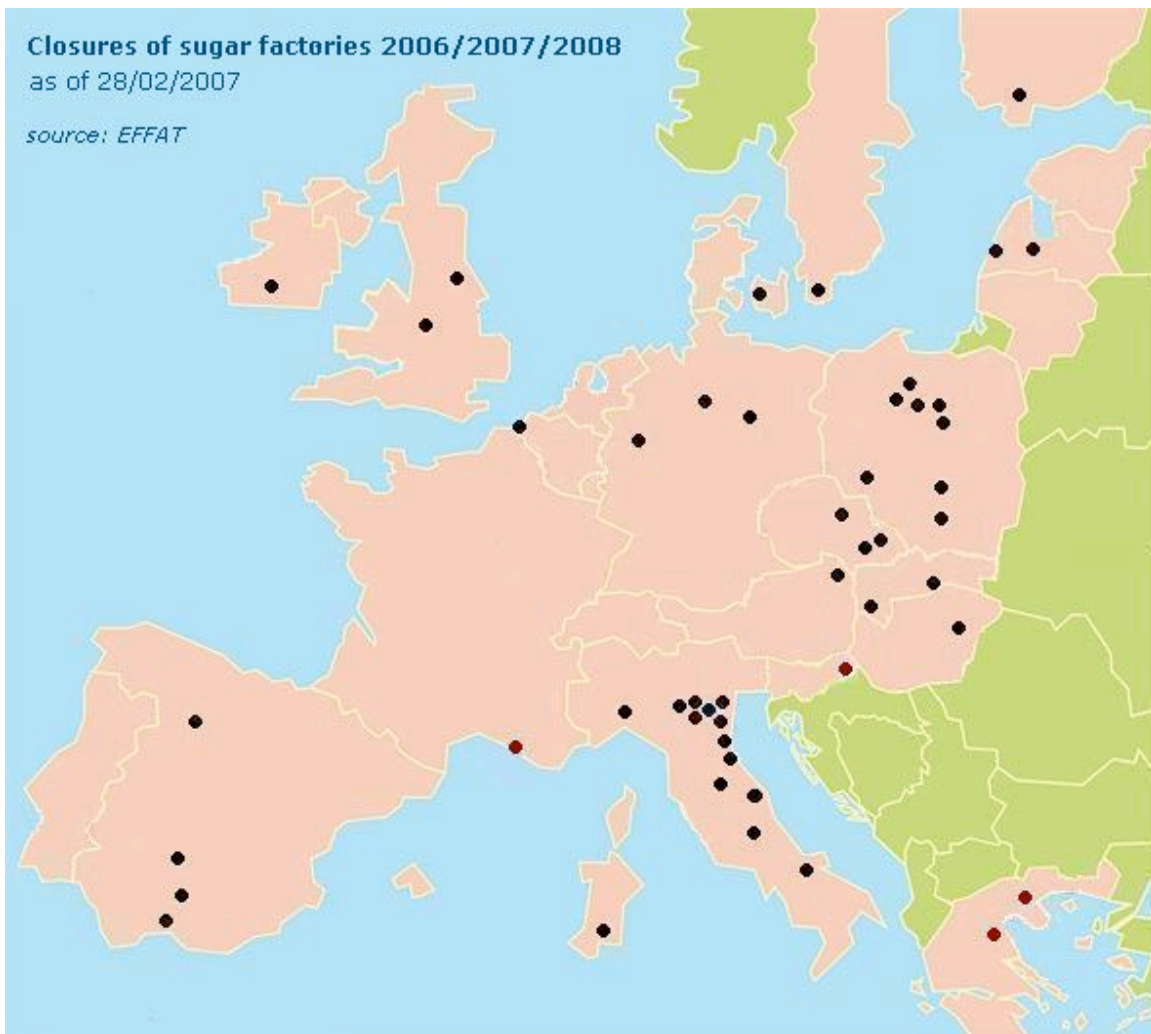 Closures of sugar factories 2006/2007/2008
as of 28/02/2007
source: EFFAT